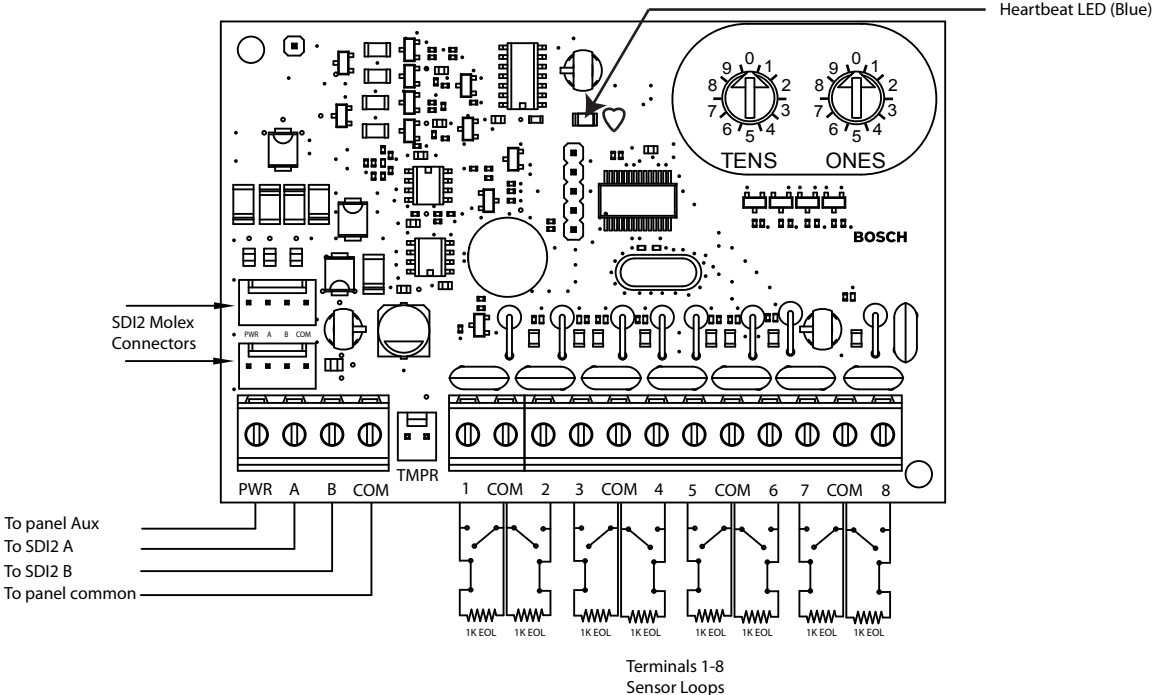 Heartbeat LED (Blue)
0 1 2 3 4 5 6 7 8 9
0 1 2 3 4 5 6 7 8 9
TENS ONES
BOSCH
SDI2 Molex
Connectors
PWR A B COM
TMPR
PWR A B COM
1 COM 2 3 COM 4 5 COM 6 7 COM 8
To panel Aux
To SDI2 A
To SDI2 B
To panel common
1K EOL 1K EOL 1K EOL 1K EOL 1K EOL 1K EOL 1K EOL 1K EOL
Terminals 1-8
Sensor Loops